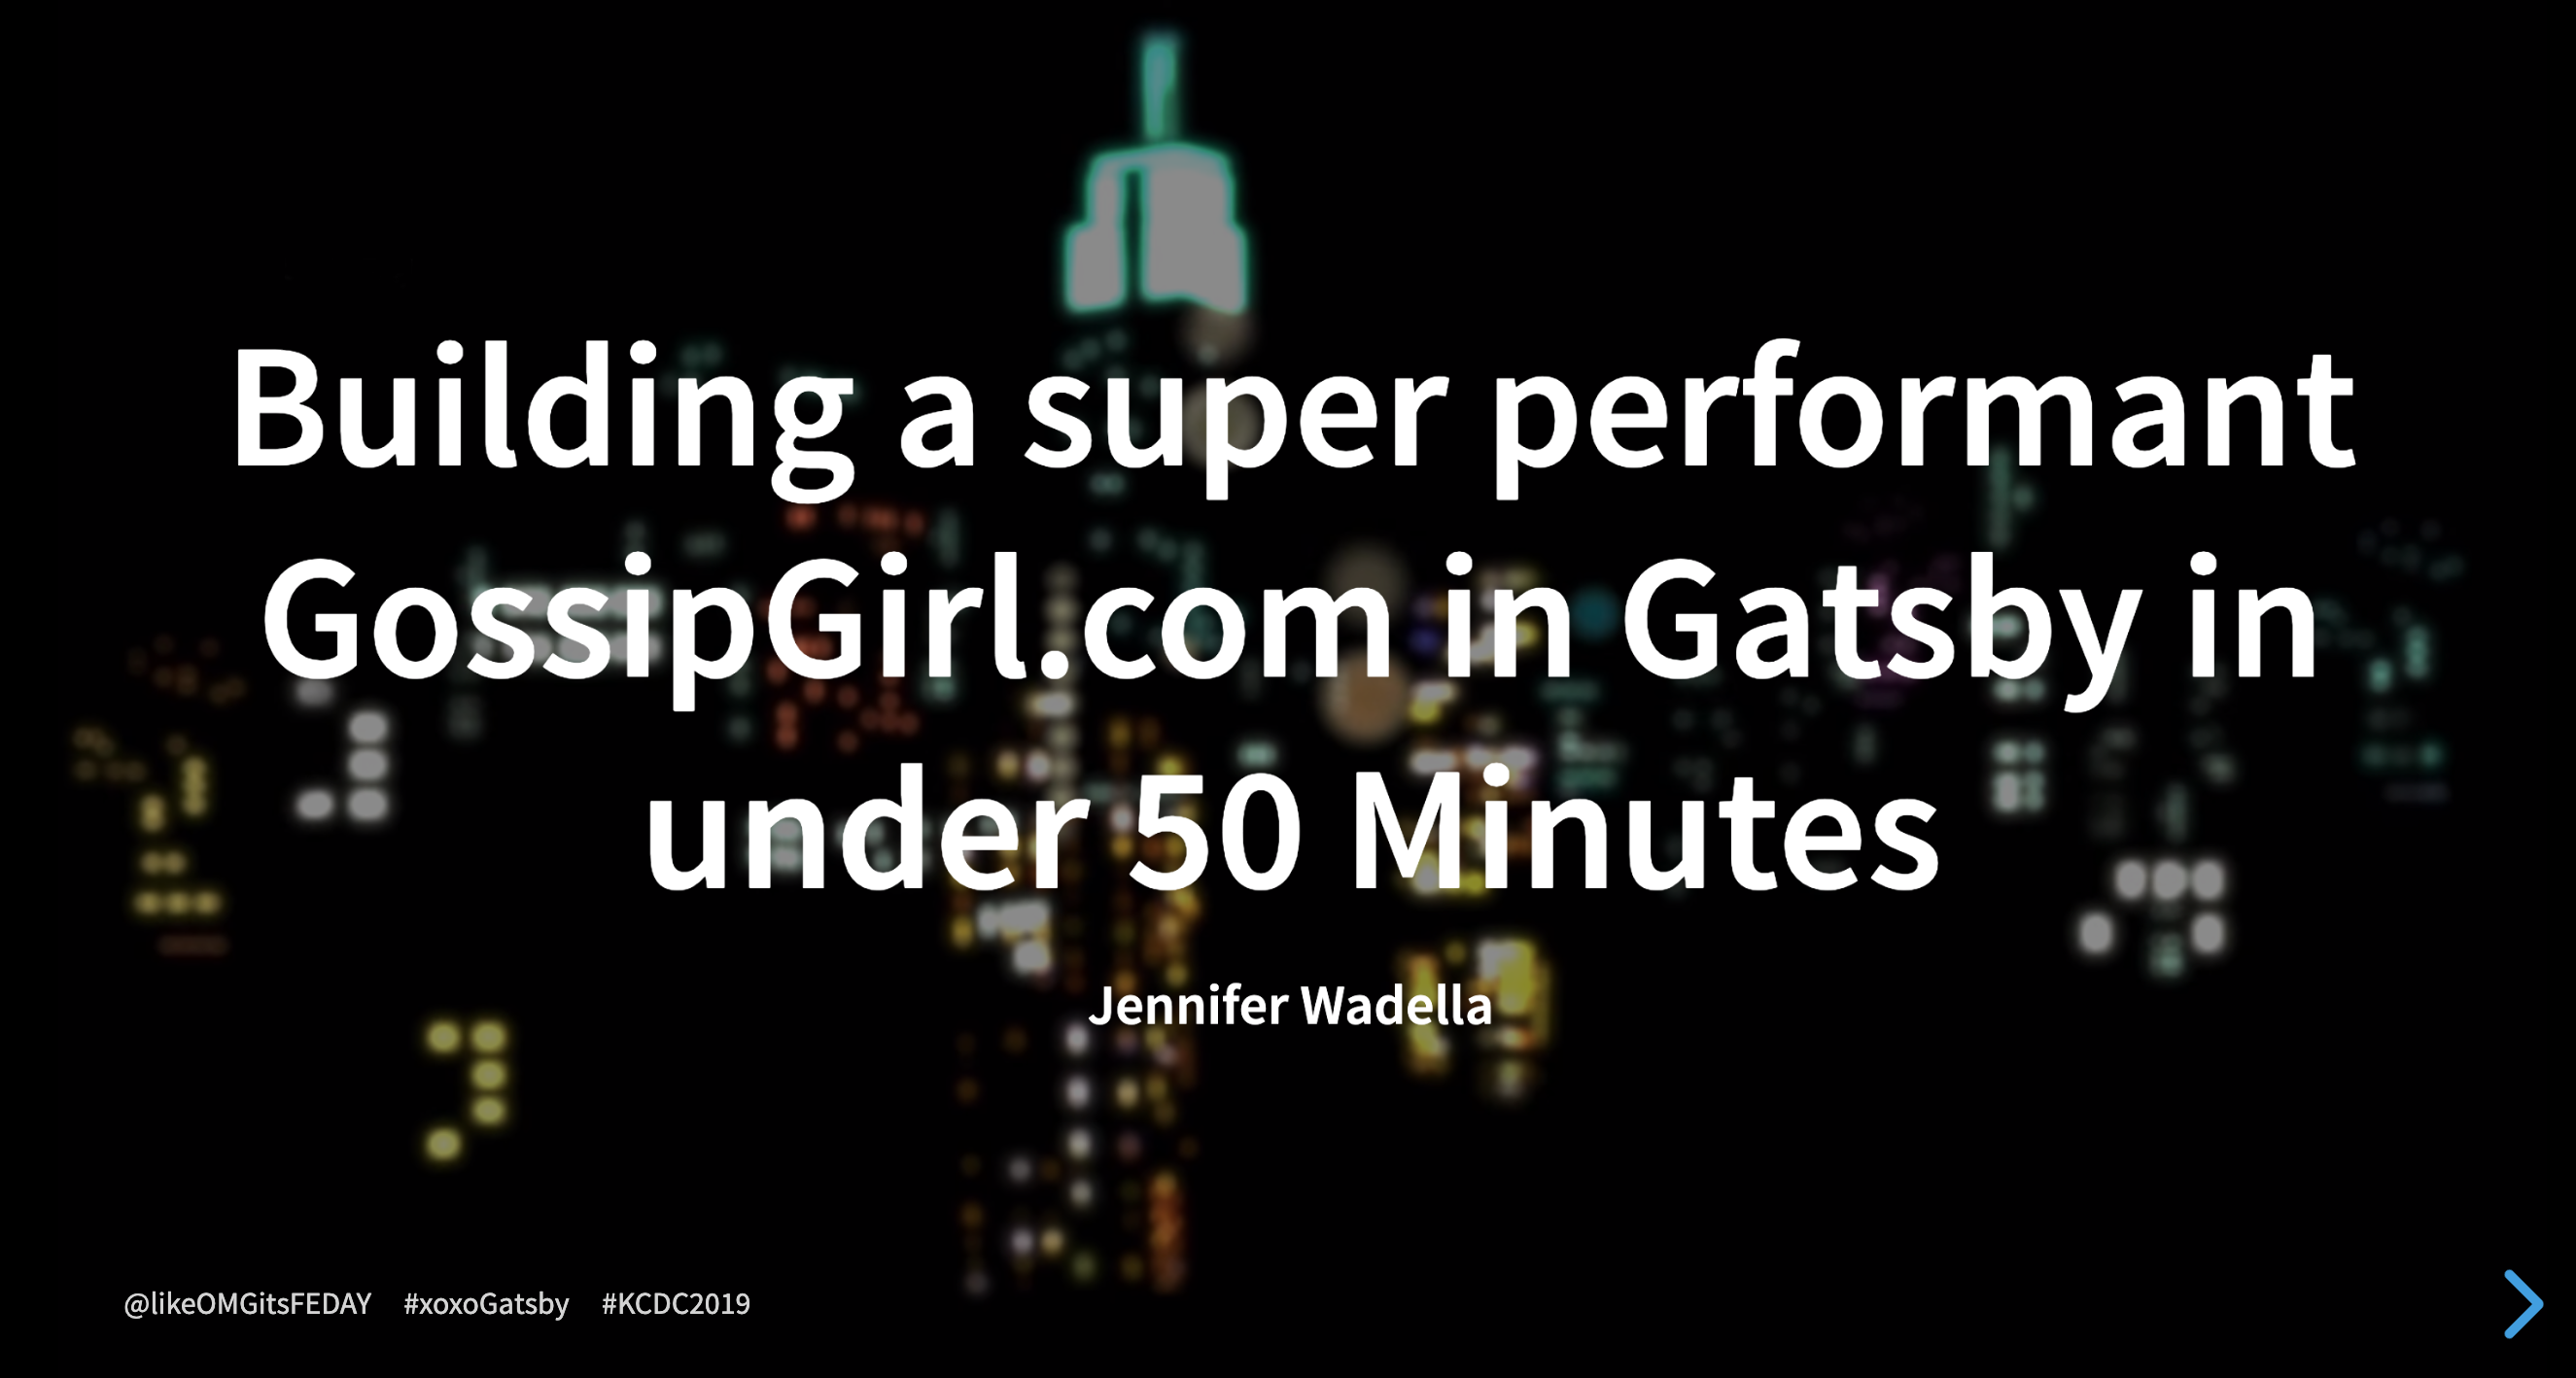 Building a super performant
GossipGirl.com in Gatsby in
under 50 Minutes
Jennifer Wadella
@likeOMGitsFEDAY #xoxoGatsby #KCDC2019